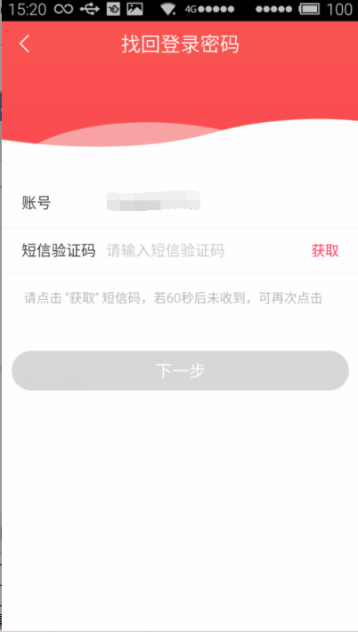 15:20 4G 100
找回登录密码
账号
短信验证码 请输入短信验证码 获取
请点击 “获取” 短信码，若60秒后未收到，可再次点击
下一步